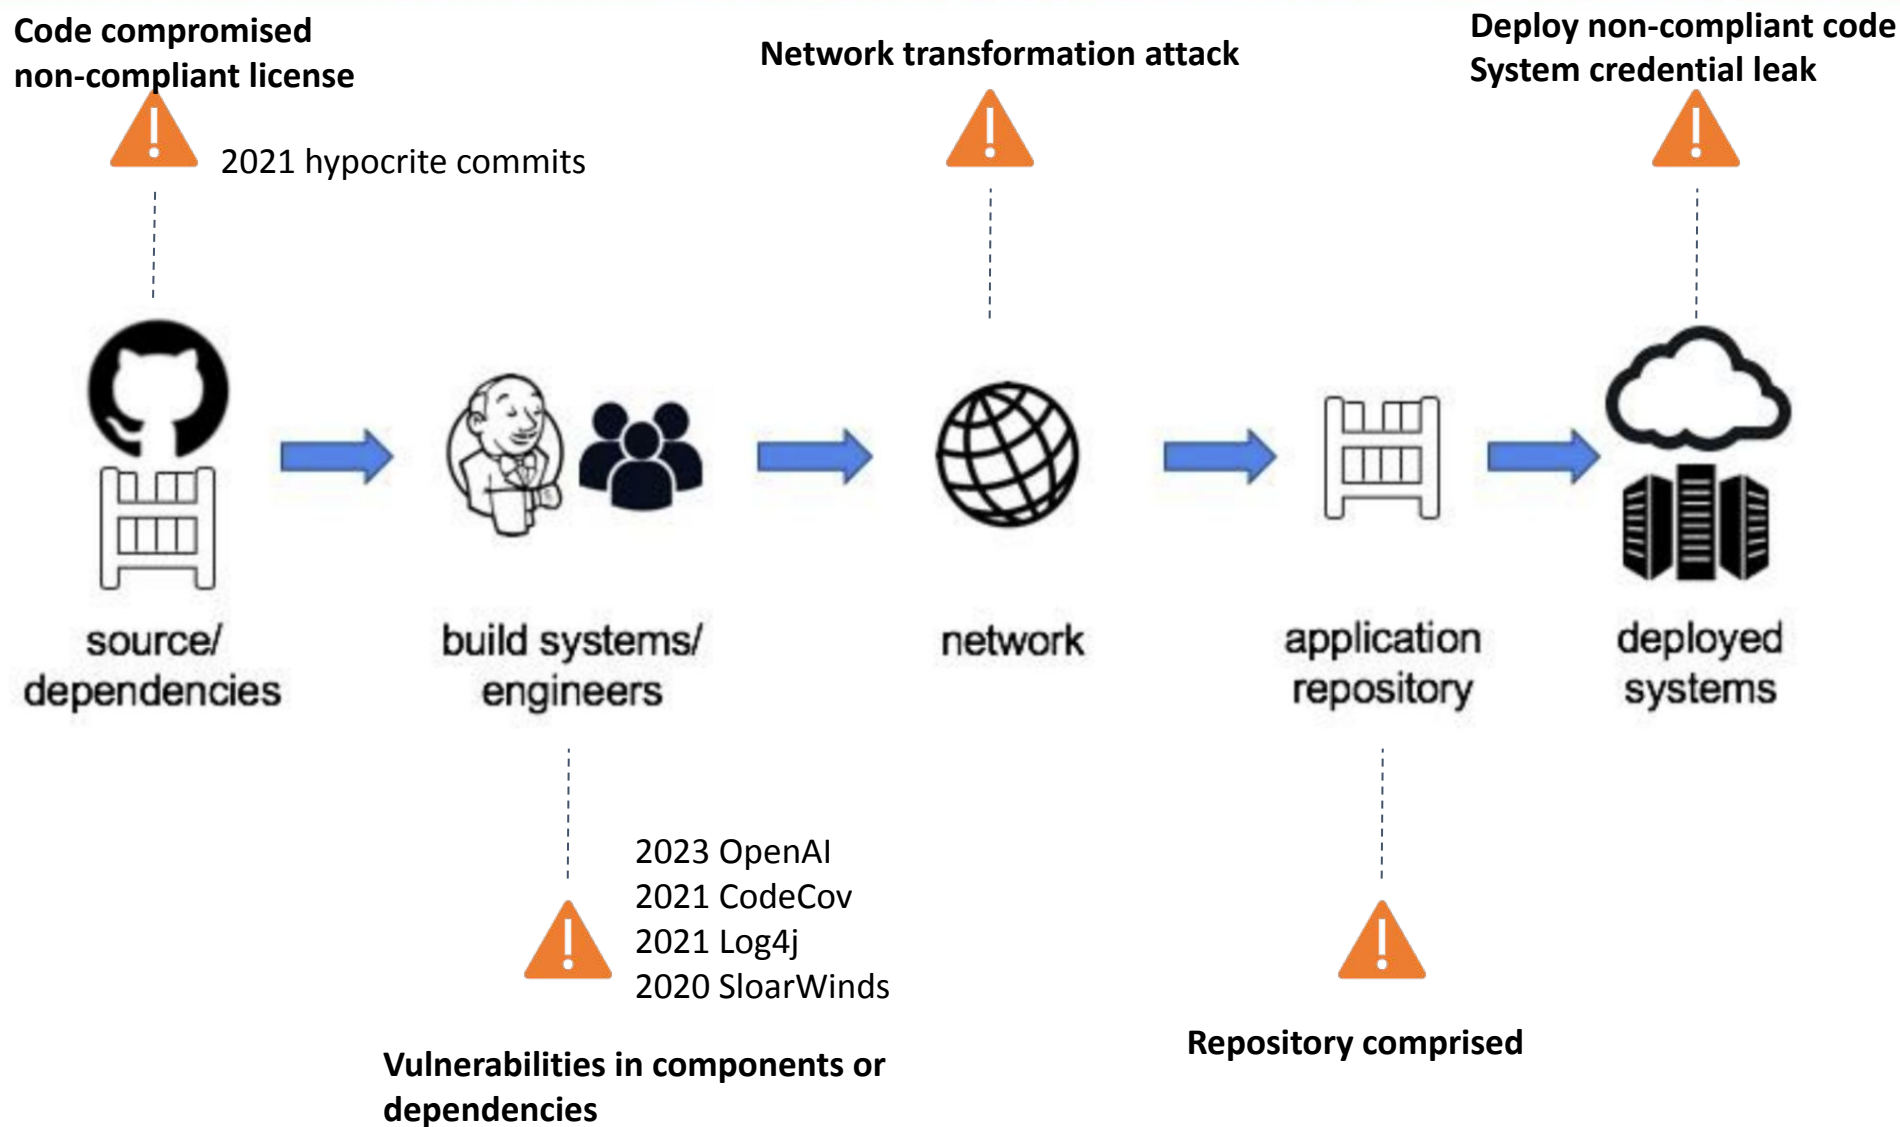 Code compromised
non-compliant license
2021 hypocrite commits
Network transformation attack
Deploy non-compliant code
System credential leak
source/
dependencies
build systems/
engineers
network
application
repository
deployed
systems
2023 OpenAI
2021 CodeCov
2021 Log4j
2020 SloarWinds
Vulnerabilities in components or
dependencies
Repository comprised